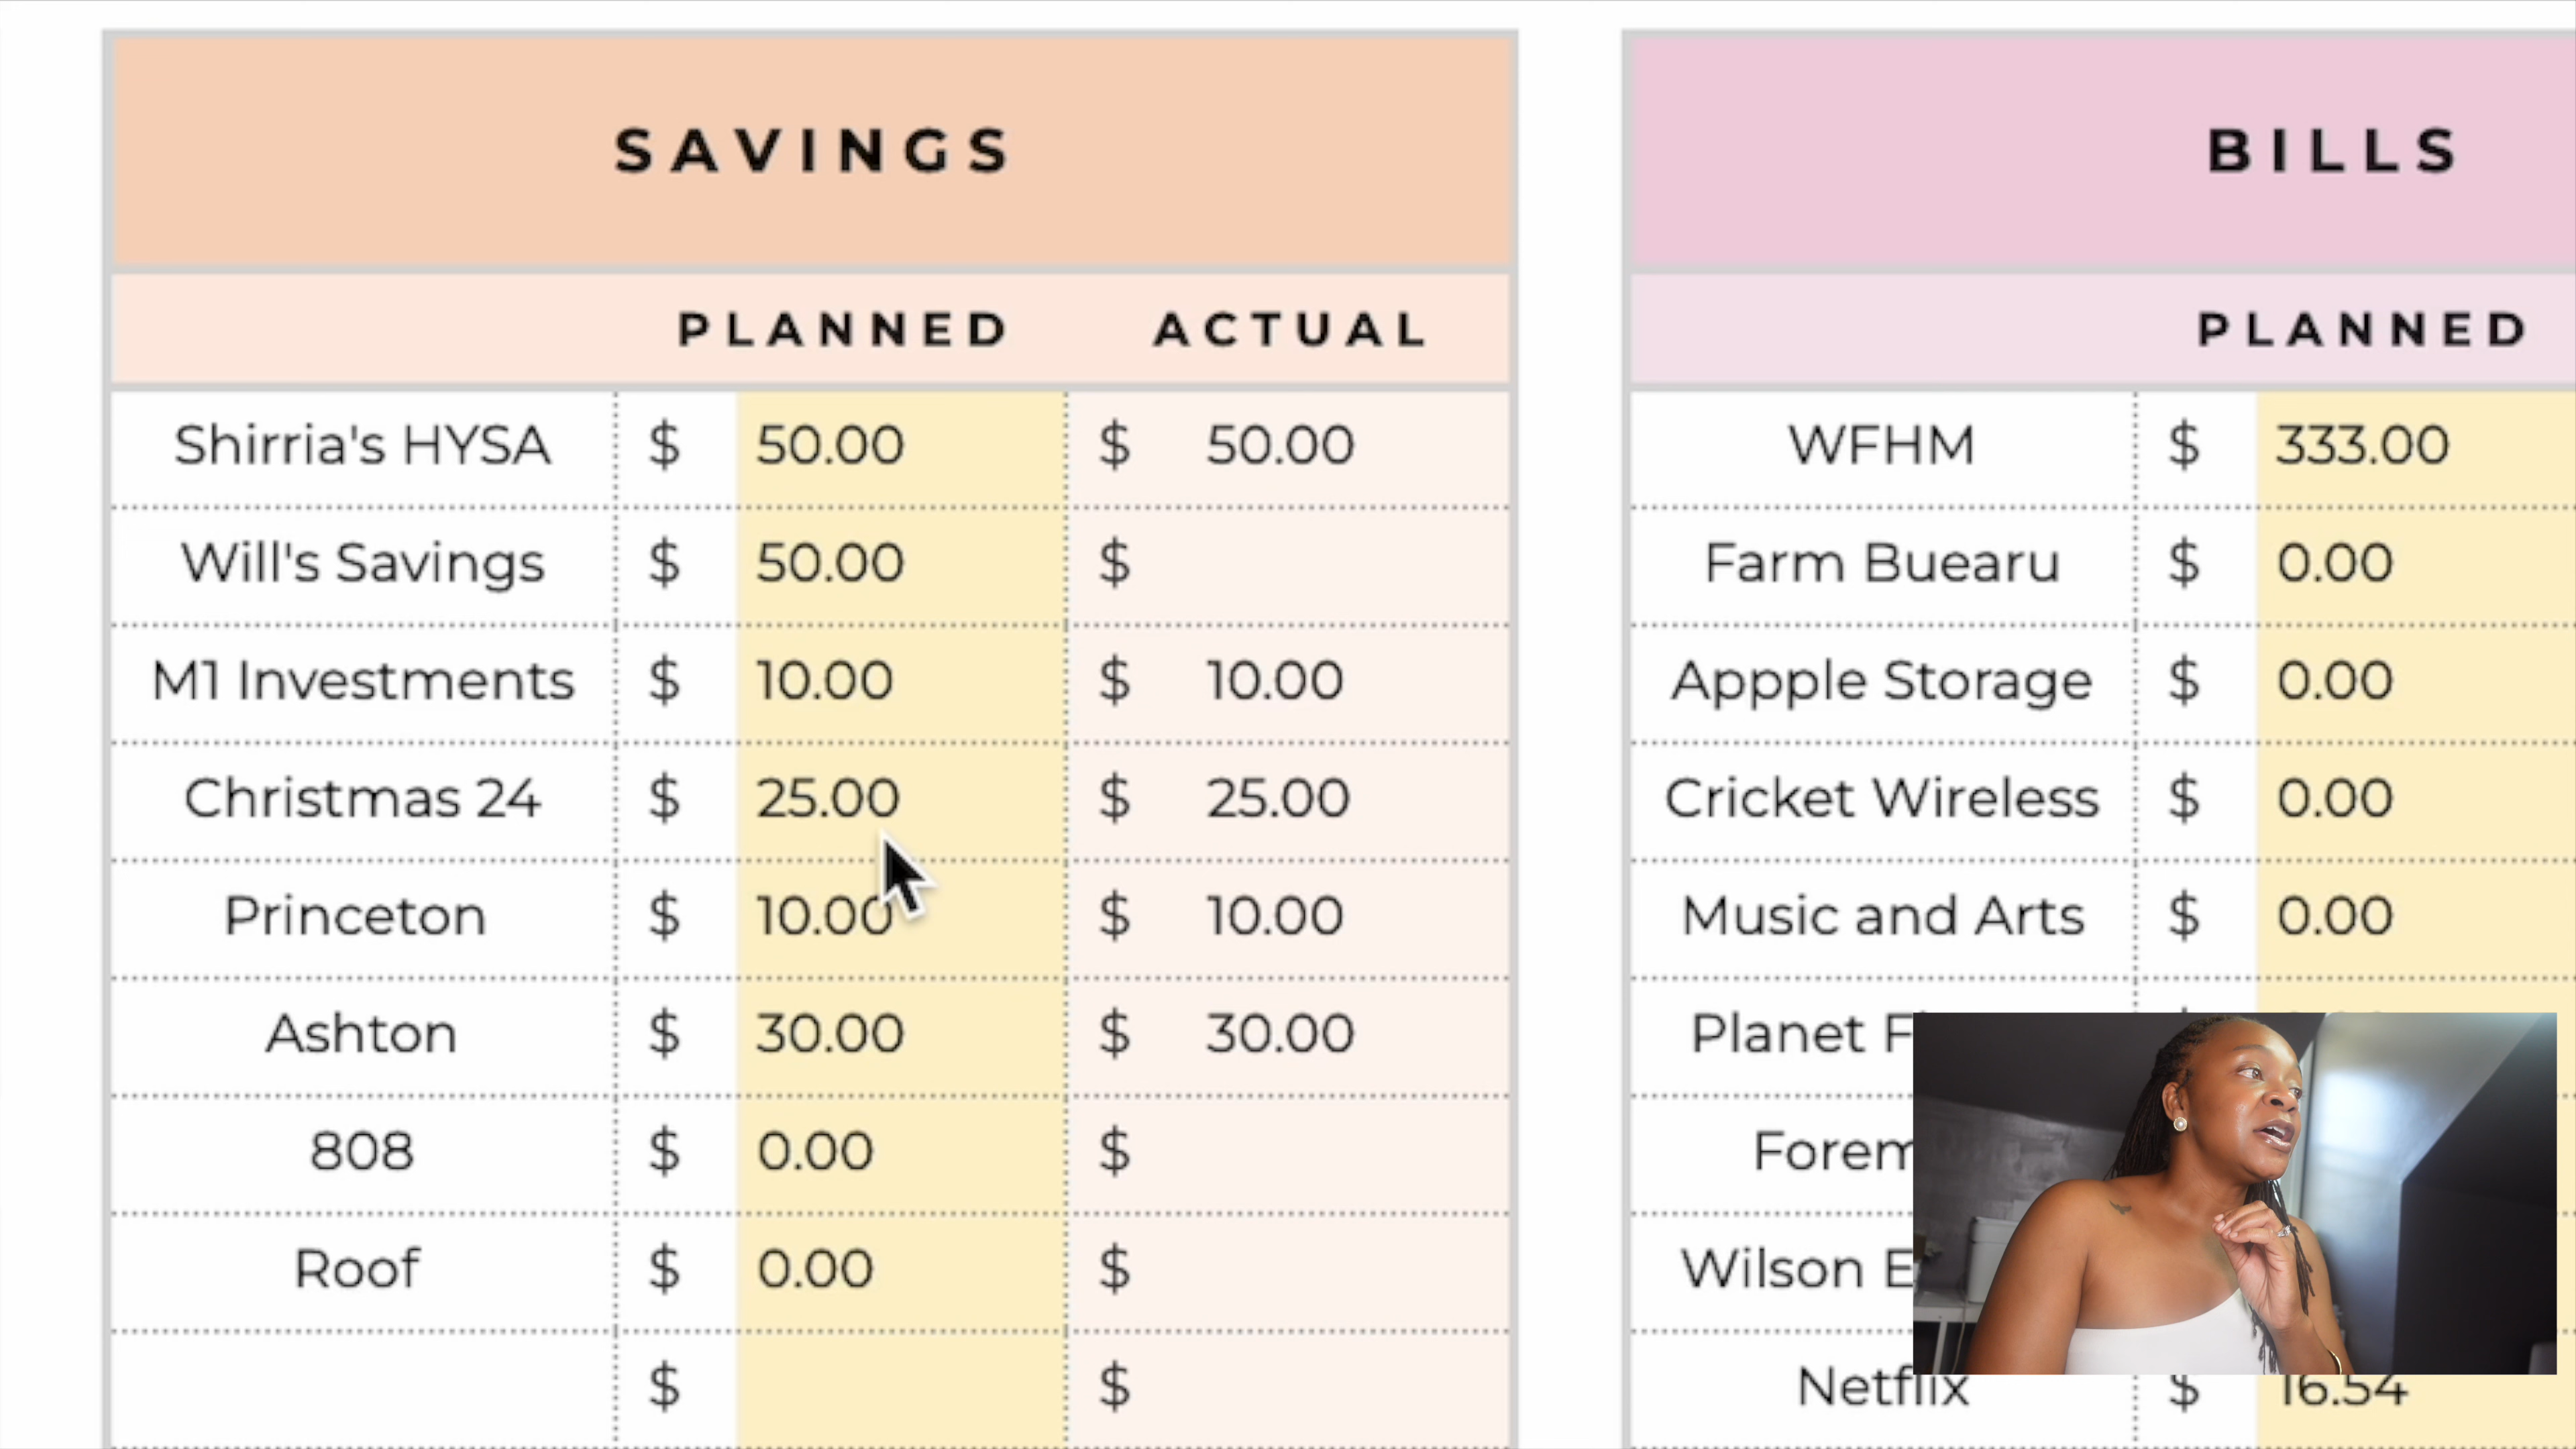 SAVINGS
PLANNED ACTUAL
Shirria's HYSA $ 50.00 $ 50.00
Will's Savings $ 50.00 $
M1 Investments $ 10.00 $ 10.00
Christmas 24 $ 25.00 $ 25.00
Princeton $ 10.00 $ 10.00
Ashton $ 30.00 $ 30.00
808 $ 0.00 $
Roof $ 0.00 $
$ $
BILLS
PLANNED
WFHM $ 333.00
Farm Buearu $ 0.00
Appple Storage $ 0.00
Cricket Wireless $ 0.00
Music and Arts $ 0.00
Planet
Wilson
Netflix $ 16.54